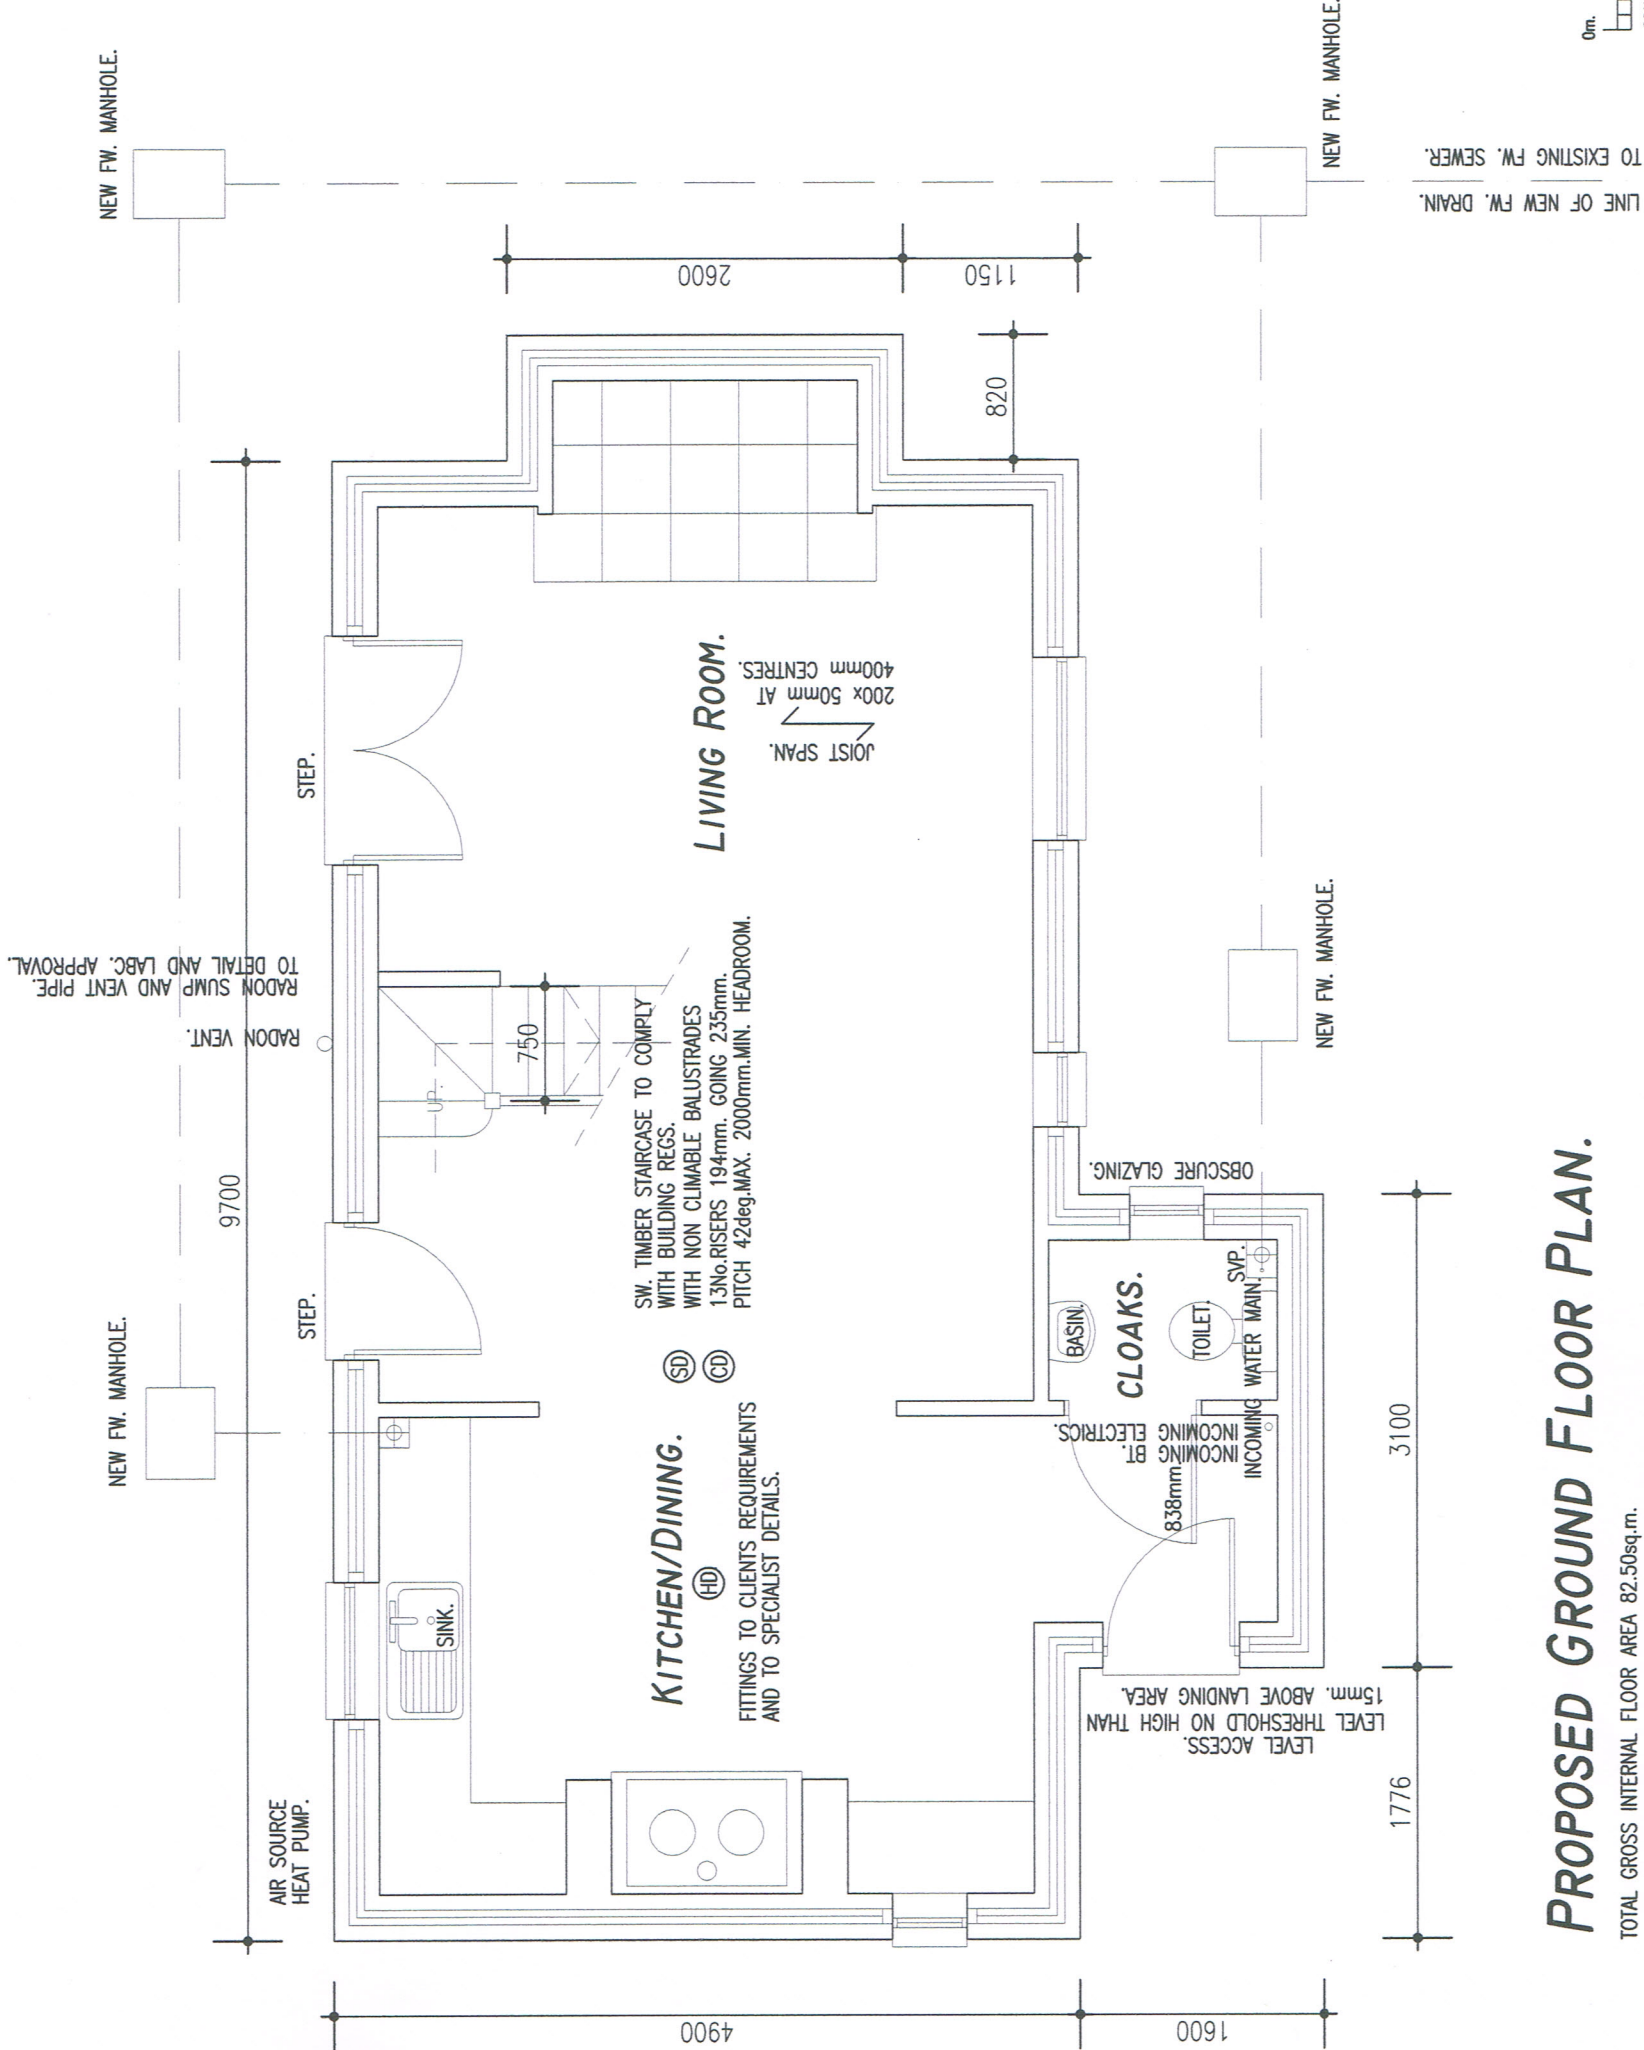 NEW FW. MANHOLE.
AIR SOURCE
HEAT PUMP.
STEP.
9700
RADON VENT.
RADON SUMP AND VENT PIPE.
TO DETAIL AND LABC. APPROVAL.
STEP.
NEW FW. MANHOLE.
SINK.
UP.
750
KITCHEN/DINING.
HD
FITTINGS TO CLIENTS REQUIREMENTS
AND TO SPECIALIST DETAILS.
SD
CD
SW. TIMBER STAIRCASE TO COMPLY
WITH BUILDING REGS.
WITH NON CLIMABLE BALUSTRADES
13No.RISERS 194mm. GOING 235mm.
PITCH 42deg.MAX. 2000mm.MIN. HEADROOM.
LIVING ROOM.
JOIST SPAN.
200x 50mm AT
400mm CENTRES.
2600
1150
820
4900
1600
LEVEL ACCESS.
LEVEL THRESHOLD NO HIGH THAN
15mm. ABOVE LANDING AREA.
838mm.
INCOMING BT.
INCOMING ELECTRICS.
INCOMING WATER MAIN.
BASIN.
CLOAKS.
TOILET.
SVP.
OBSCURE GLAZING.
NEW FW. MANHOLE.
NEW FW. MANHOLE.
1776
3100
LINE OF NEW FW. DRAIN.
TO EXISTING FW. SEWER.
PROPOSED GROUND FLOOR PLAN.
TOTAL GROSS INTERNAL FLOOR AREA 82.50sq.m.
0m.